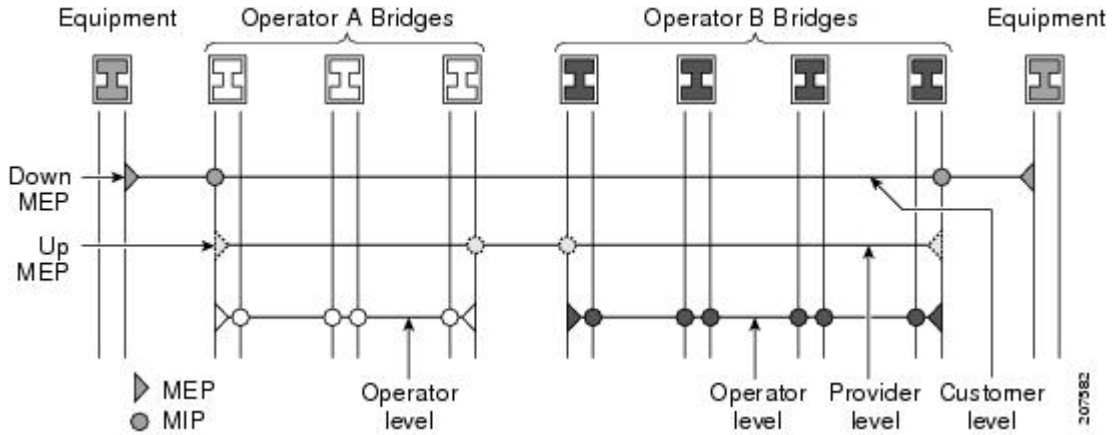 Equipment
Operator A Bridges
Operator B Bridges
Equipment
Down
MEP
Up
MEP
MEP
MIP
Operator
level
Operator
level
Provider
level
Customer
level
207582